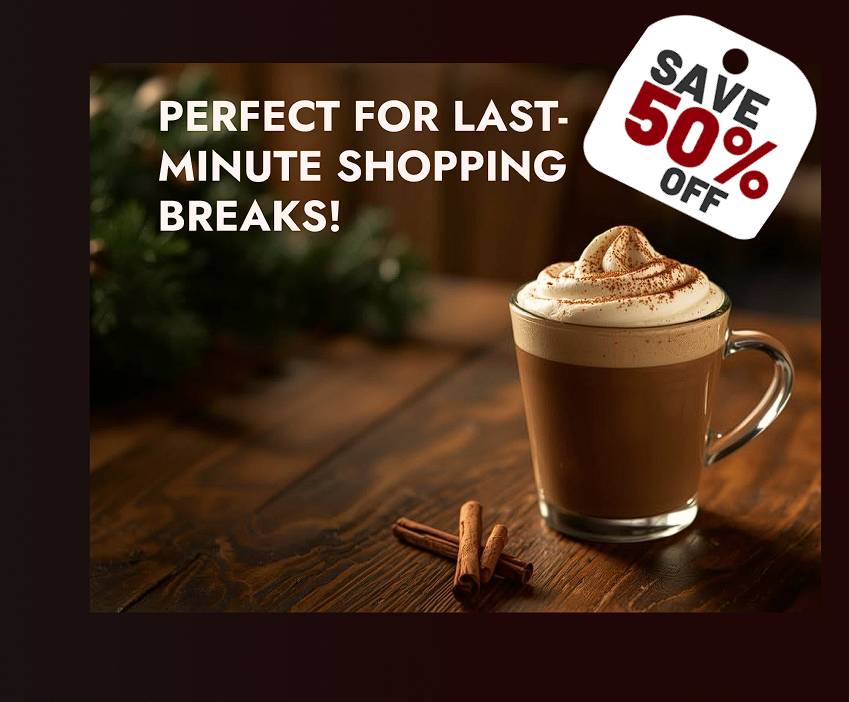 PERFECT FOR LAST-
MINUTE SHOPPING
BREAKS!
SAVE
50%
OFF